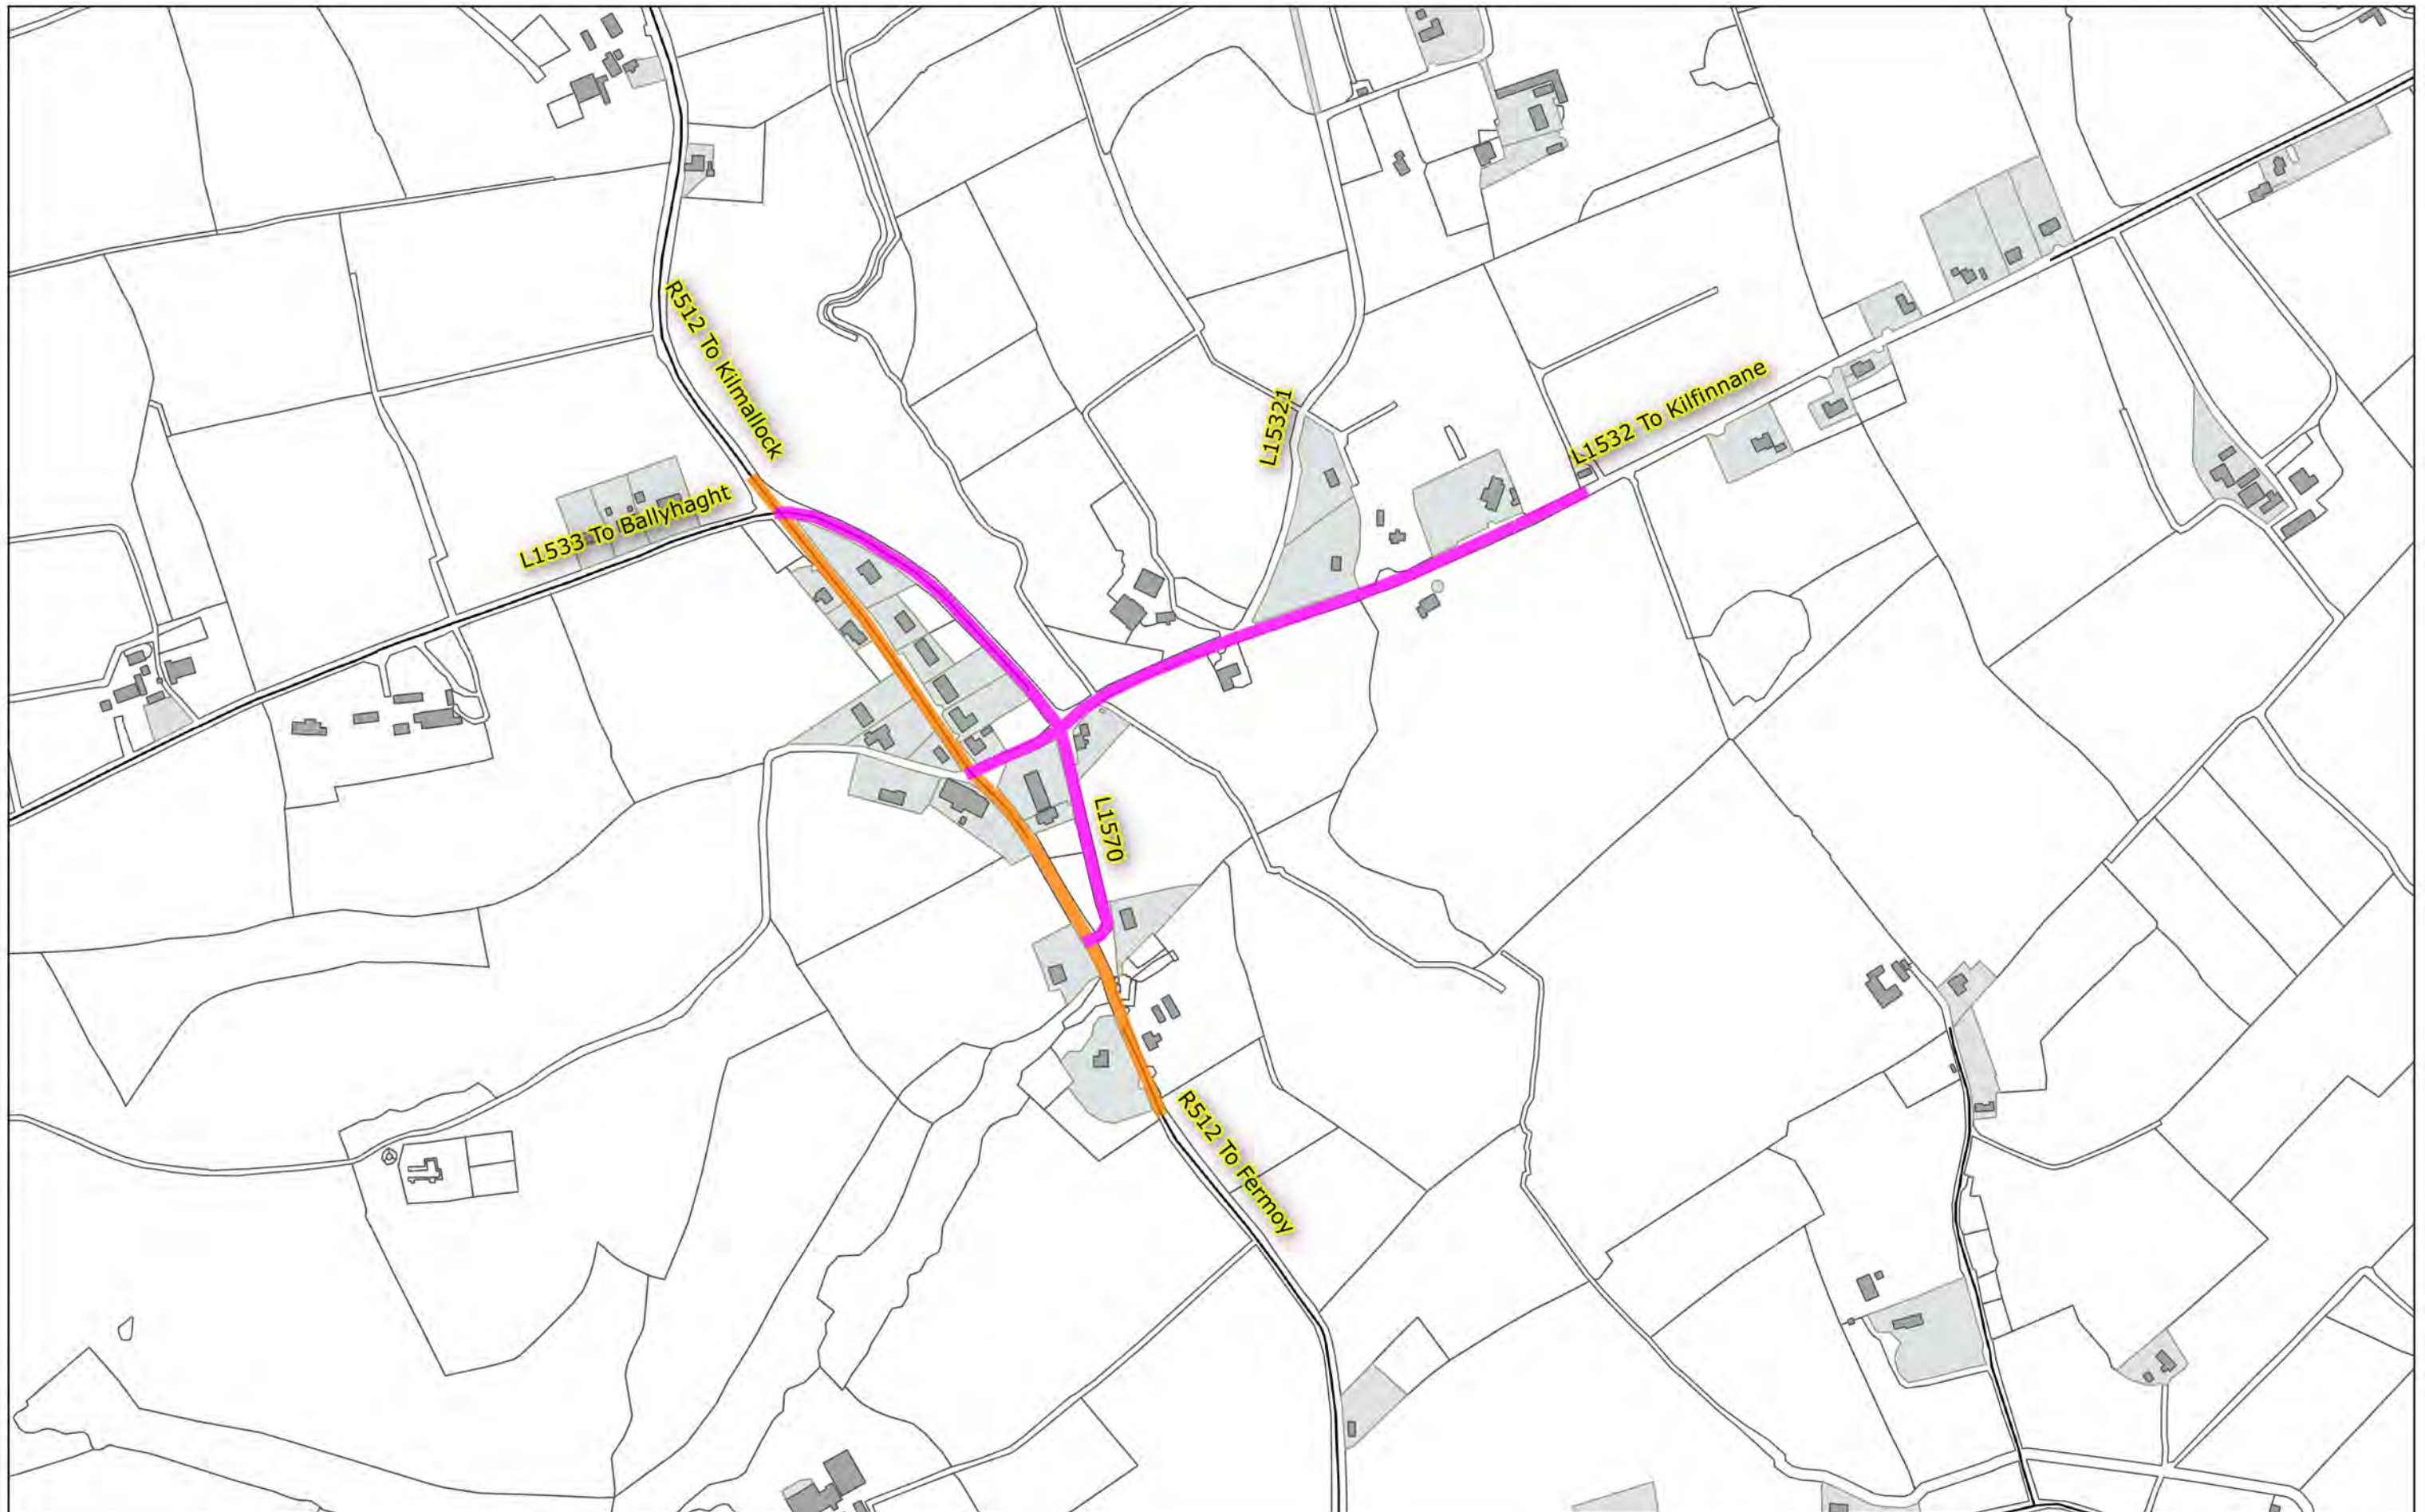 R512 To Kilmallock
L15321
L1532 To Kilfinnane
L1533 To Ballyhaght
L1570
R512 To Fermoy